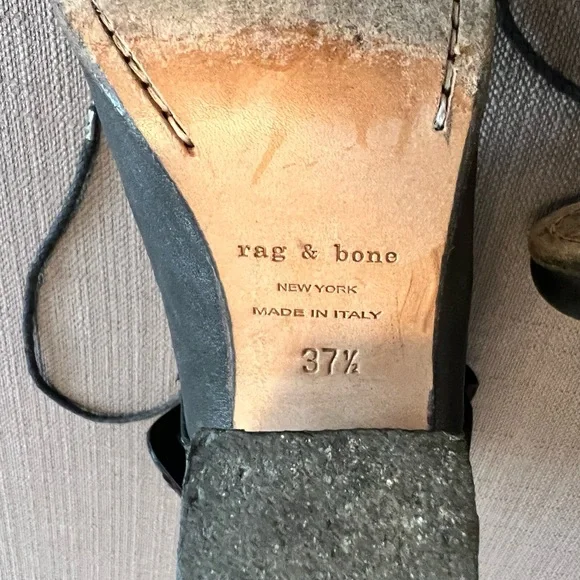 rag & bone
NEW YORK
MADE IN ITALY
37½